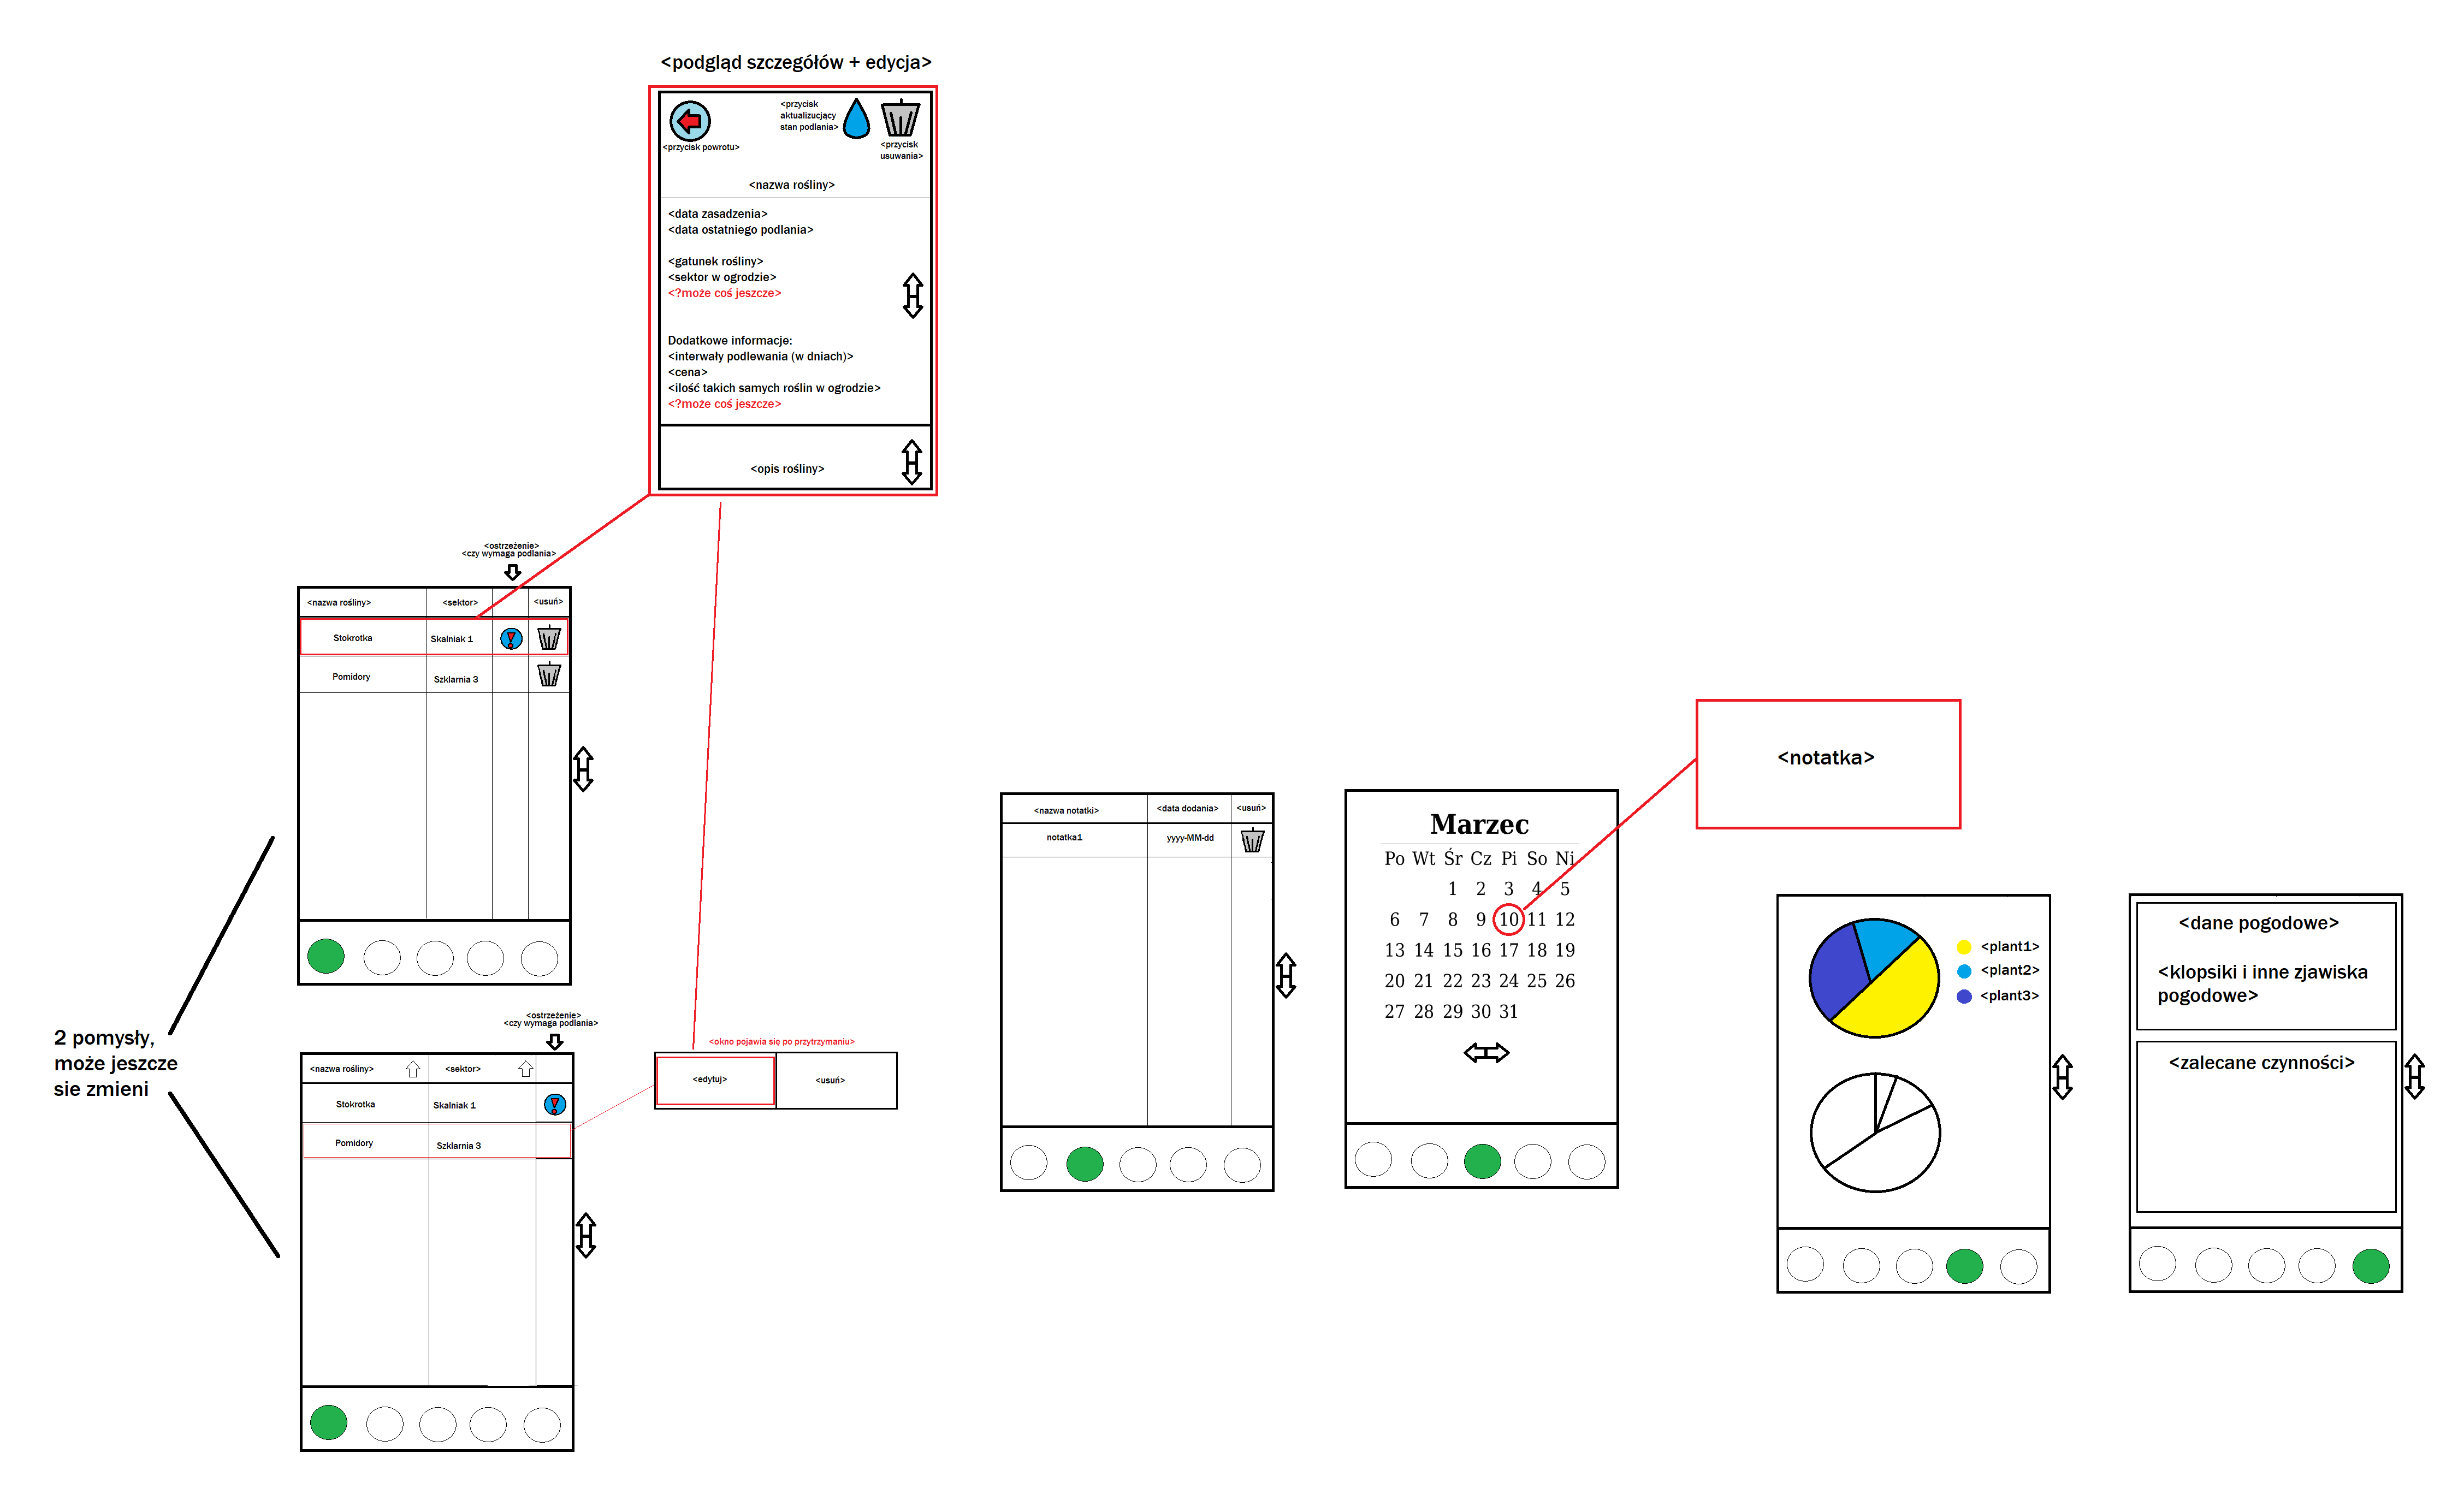 <podgląd szczegółów + edycja>
<przycisk
aktualizucjący
stan podlania>
<przycisk powrotu>
<przycisk
usuwania>
<nazwa rośliny>
<data zasadzenia>
<data ostatniego podlania>
<gatunek rośliny>
<sektor w ogrodzie>
<?może coś jeszcze>
Dodatkowe informacje:
<interwały podlewania (w dniach)>
<cena>
<ilość takich samych roślin w ogrodzie>
<?może coś jeszcze>
<opis rośliny>
<ostrzeżenie>
<czy wymaga podlania>
<nazwa rośliny> <sektor> <usuń>
Stokrotka Skalniak 1
Pomidory Szklarnia 3
2 pomysły,
może jeszcze
sie zmieni
<ostrzeżenie>
<czy wymaga podlania>
<nazwa rośliny> <sektor>
Stokrotka Skalniak 1
Pomidory Szklarnia 3
<okno pojawia się po przytrzymaniu>
<edytuj> <usuń>
<nazwa notatki> <data dodania> <usuń>
notatka1 yyyy-MM-dd
Marzec
Po Wt Śr Cz Pi So Ni
1 2 3 4 5
6 7 8 9 10 11 12
13 14 15 16 17 18 19
20 21 22 23 24 25 26
27 28 29 30 31
<notatka>
<plant1>
<plant2>
<plant3>
<dane pogodowe>
<klopsiki i inne zjawiska
pogodowe>
<zalecane czynności>